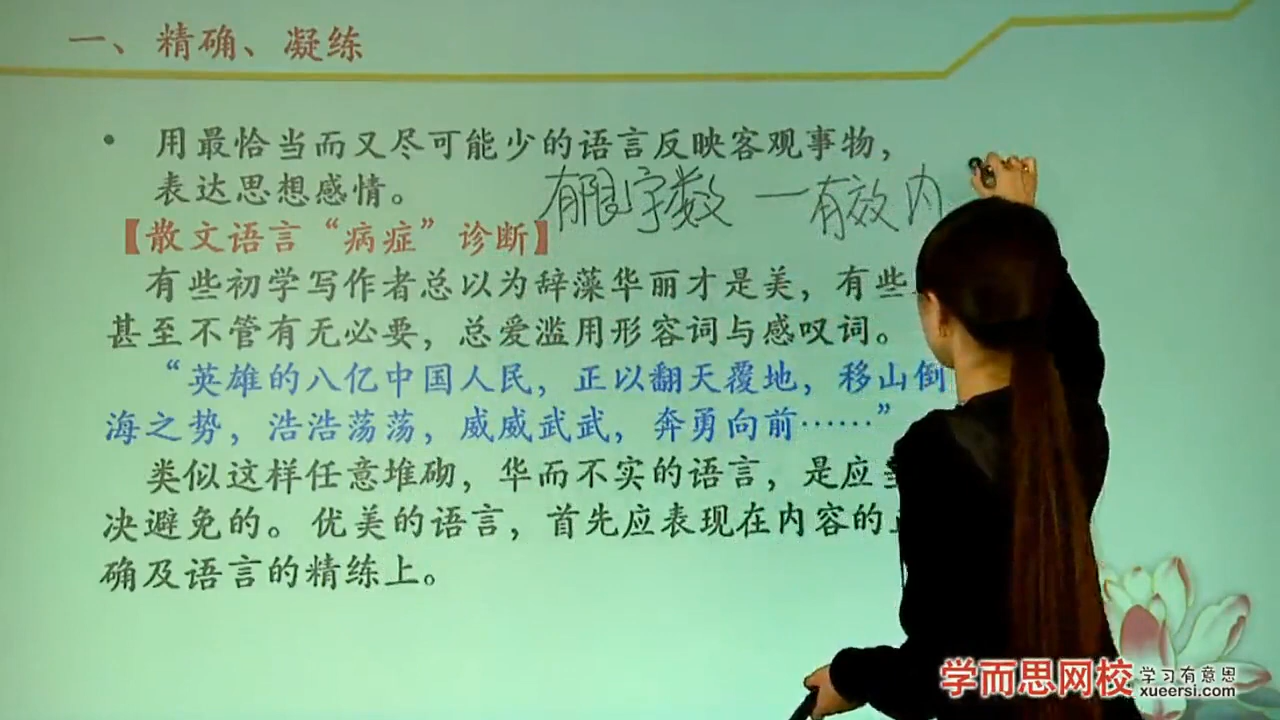 一、精确、凝练
• 用最恰当而又尽可能少的语言反映客观事物，
表达思想感情。
有限字数 一有效内
【散文语言“病症”诊断】
有些初学写作者总以为辞藻华丽才是美，有些
甚至不管有无必要，总爱滥用形容词与感叹词。
“英雄的八亿中国人民，正以翻天覆地，移山倒
海之势，浩浩荡荡，威威武武，奔勇向前……”
类似这样任意堆砌，华而不实的语言，是应
决避免的。优美的语言，首先应表现在内容的
确及语言的精练上。
学而思网校 学习有意思
xueersi.com